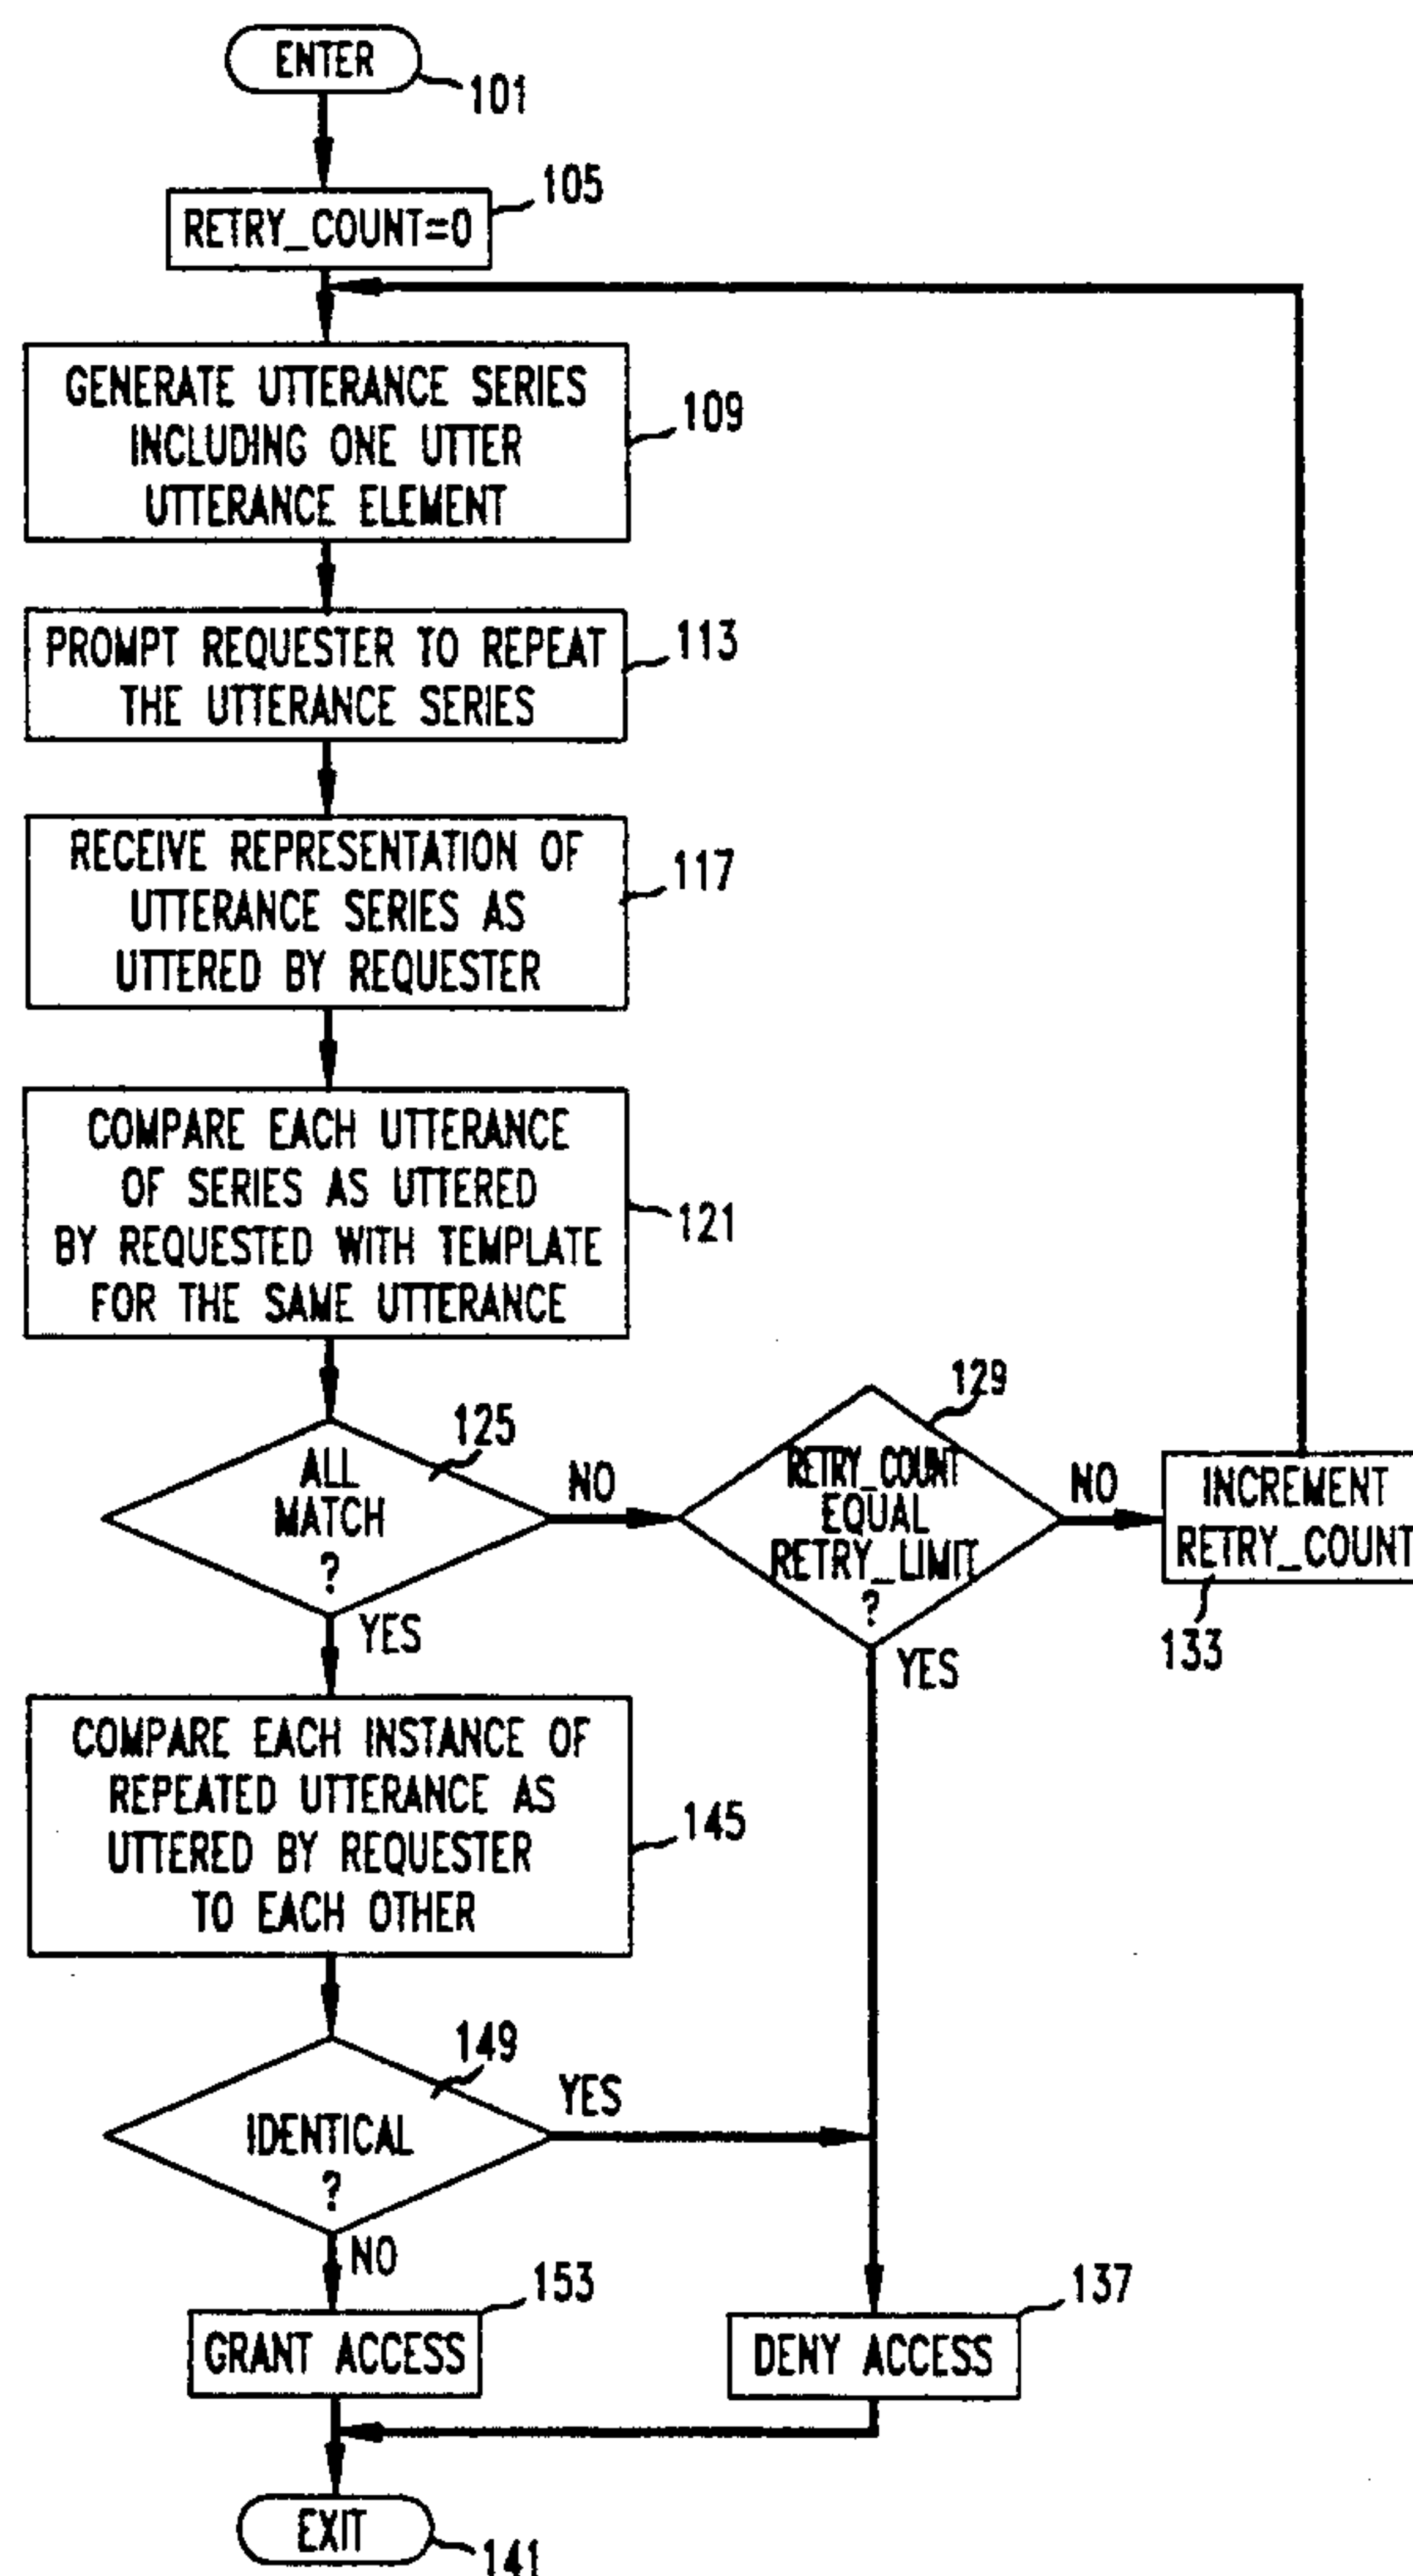 ENTER
101
RETRY_COUNT=0
105
GENERATE UTTERANCE SERIES
INCLUDING ONE UTTER
UTTERANCE ELEMENT
109
PROMPT REQUESTER TO REPEAT
THE UTTERANCE SERIES
113
RECEIVE REPRESENTATION OF
UTTERANCE SERIES AS
UTTERED BY REQUESTER
117
COMPARE EACH UTTERANCE
OF SERIES AS UTTERED
BY REQUESTED WITH TEMPLATE
FOR THE SAME UTTERANCE
121
ALL
MATCH
?
125
NO
YES
RETRY_COUNT
EQUAL
RETRY_LIMIT
?
129
NO
YES
INCREMENT
RETRY_COUNT
133
COMPARE EACH INSTANCE OF
REPEATED UTTERANCE AS
UTTERED BY REQUESTER
TO EACH OTHER
145
IDENTICAL
?
149
YES
NO
GRANT ACCESS
153
DENY ACCESS
137
EXIT
141